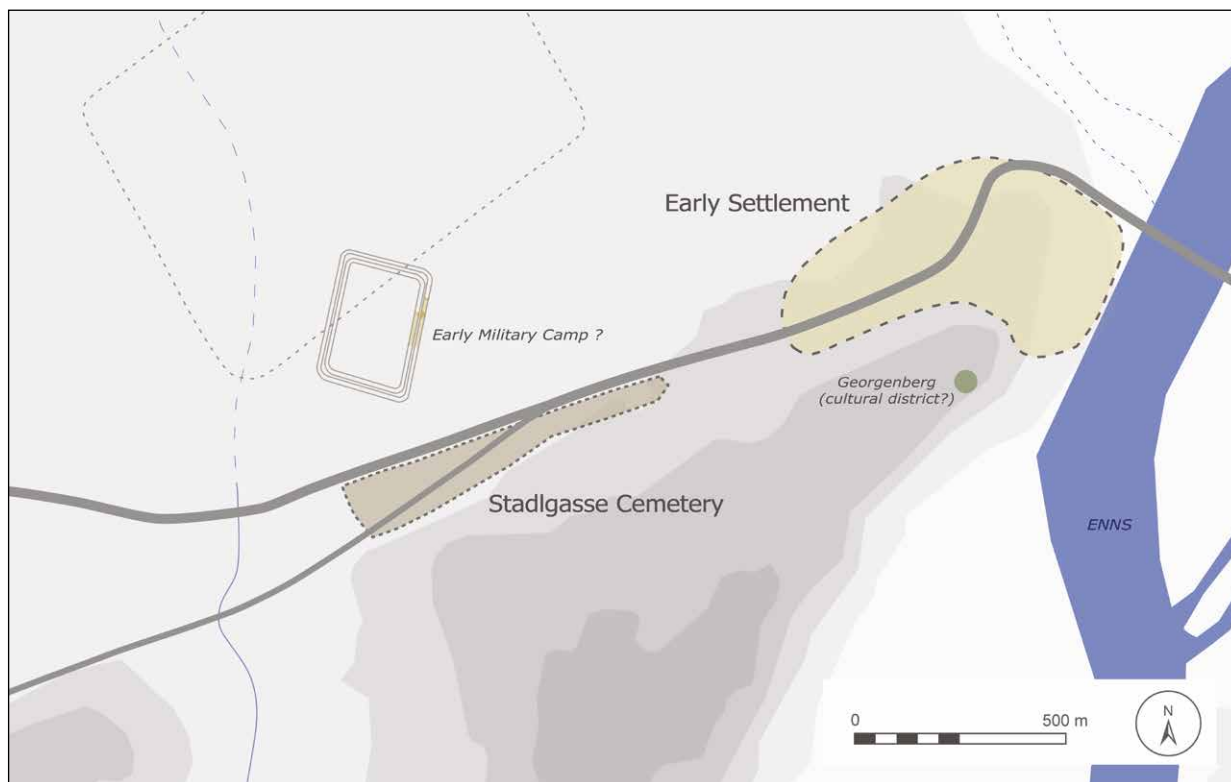 Early Settlement
Early Military Camp ?
Georgenberg
(cultural district?)
Stadlgasse Cemetery
ENNS
0 500 m
N